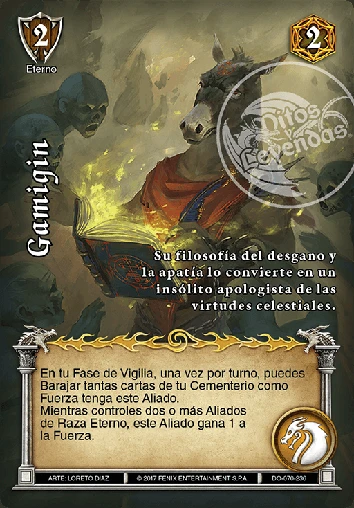 2
2
Eterno
Mitos y
Leyendas
Gamigin
Su filosofía del desgano y
la apatía lo convierte en un
insólito apologista de las
virtudes celestiales.
En tu Fase de Vigilia, una vez por turno, puedes
Barajar tantas cartas de tu Cementerio como
Fuerza tenga este Aliado.
Mientras controles dos o más Aliados
de Raza Eterno, este Aliado gana 1 a
la Fuerza.
ARTE: LORETO DIAZ
© 2017 FENIX ENTERTAINMENT S.P.A.